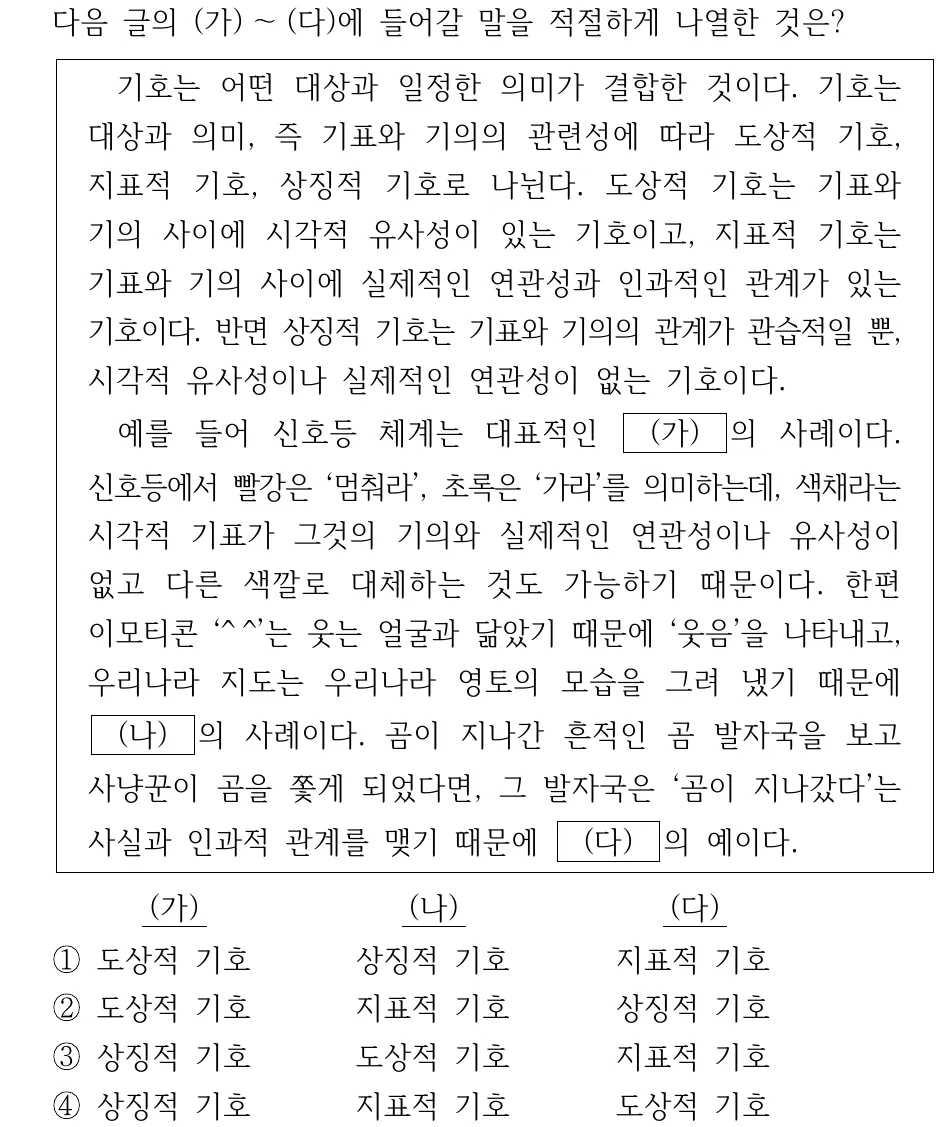 다음 글의 (가) ~ (다)에 들어갈 말을 적절하게 나열한 것은?
기호는 어떤 대상과 일정한 의미가 결합한 것이다. 기호는
대상과 의미, 즉 기표와 기의의 관련성에 따라 도상적 기호,
지표적 기호, 상징적 기호로 나뉜다. 도상적 기호는 기표와
기의 사이에 시각적 유사성이 있는 기호이고, 지표적 기호는
기표와 기의 사이에 실제적인 연관성과 인과적인 관계가 있는
기호이다. 반면 상징적 기호는 기표와 기의의 관계가 관습적일 뿐,
시각적 유사성이나 실제적인 연관성이 없는 기호이다.
예를 들어 신호등 체계는 대표적인 (가) 의 사례이다.
신호등에서 빨강은 ‘멈춰라’, 초록은 ‘가라’를 의미하는데, 색채라는
시각적 기표가 그것의 기의와 실제적인 연관성이나 유사성이
없고 다른 색깔로 대체하는 것도 가능하기 때문이다. 한편
이모티콘 ‘^ ^’는 웃는 얼굴과 닮았기 때문에 ‘웃음’을 나타내고,
우리나라 지도는 우리나라 영토의 모습을 그려 냈기 때문에
(나) 의 사례이다. 곰이 지나간 흔적인 곰 발자국을 보고
사냥꾼이 곰을 쫓게 되었다면, 그 발자국은 ‘곰이 지나갔다’는
사실과 인과적 관계를 맺기 때문에 (다) 의 예이다.
(가) (나) (다)
① 도상적 기호 상징적 기호 지표적 기호
② 도상적 기호 지표적 기호 상징적 기호
③ 상징적 기호 도상적 기호 지표적 기호
④ 상징적 기호 지표적 기호 도상적 기호